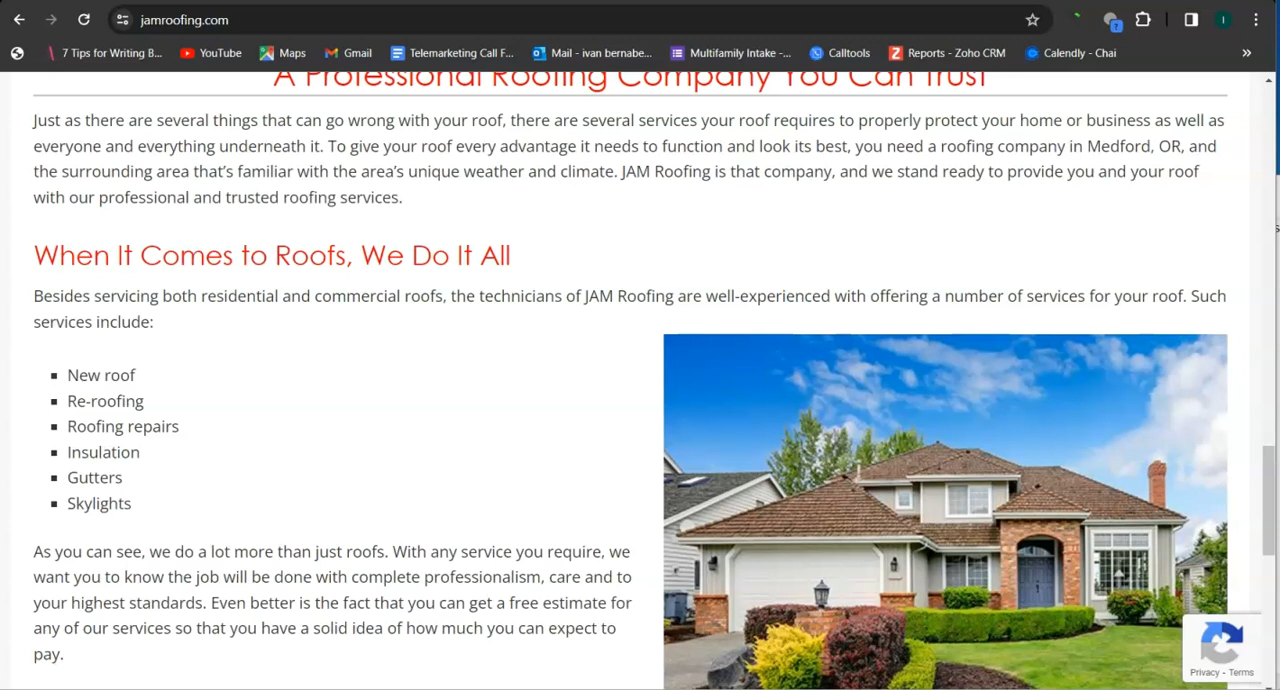 jamroofing.com
7 Tips for Writing B...
YouTube
Maps
Gmail
Telemarketing Call F...
Mail - ivan bernabe...
Multifamily Intake -...
Calltools
Reports - Zoho CRM
Calendly - Chai
A Professional Roofing Company You Can Trust
Just as there are several things that can go wrong with your roof, there are several services your roof requires to properly protect your home or business as well as
everyone and everything underneath it. To give your roof every advantage it needs to function and look its best, you need a roofing company in Medford, OR, and
the surrounding area that's familiar with the area's unique weather and climate. JAM Roofing is that company, and we stand ready to provide you and your roof
with our professional and trusted roofing services.
When It Comes to Roofs, We Do It All
Besides servicing both residential and commercial roofs, the technicians of JAM Roofing are well-experienced with offering a number of services for your roof. Such
services include:
New roof
Re-roofing
Roofing repairs
Insulation
Gutters
Skylights
As you can see, we do a lot more than just roofs. With any service you require, we
want you to know the job will be done with complete professionalism, care and to
your highest standards. Even better is the fact that you can get a free estimate for
any of our services so that you have a solid idea of how much you can expect to
pay.
Privacy - Terms